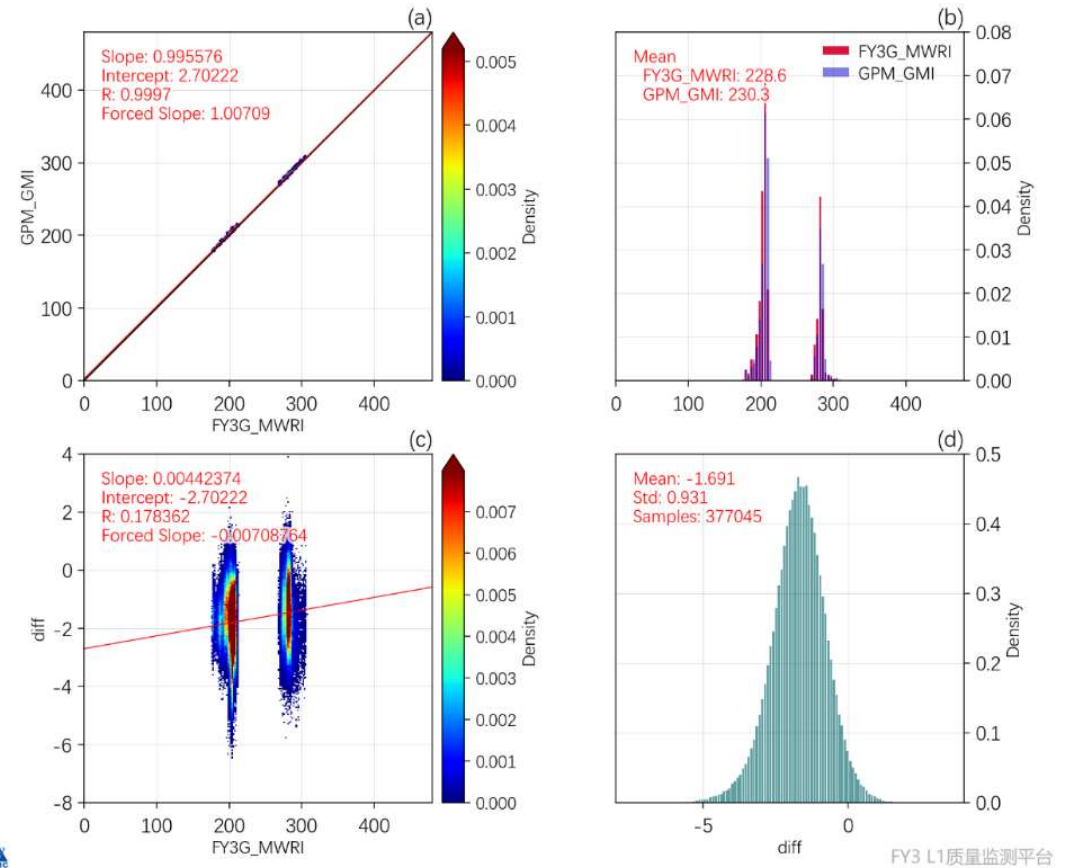 (a)
Slope: 0.995576
Intercept: 2.70222
R: 0.9997
Forced Slope: 1.00709
400
300
200
100
0
0 100 200 300 400
GPM_GMI
FY3G_MWRI
0.005
0.004
0.003
0.002
0.001
0.000
Density
(b)
Mean
FY3G_MWRI: 228.6
GPM_GMI: 230.3
FY3G_MWRI
GPM_GMI
0.08
0.07
0.06
0.05
0.04
0.03
0.02
0.01
0.00
Density
0 100 200 300 400
(c)
Slope: 0.00442374
Intercept: -2.70222
R: 0.178362
Forced Slope: -0.00708764
4
2
0
-2
-4
-6
-8
diff
0 100 200 300 400
FY3G_MWRI
0.007
0.006
0.005
0.004
0.003
0.002
0.001
0.000
Density
(d)
Mean: -1.691
Std: 0.931
Samples: 377045
0.5
0.4
0.3
0.2
0.1
0.0
Density
-5 0
diff
FY3 L1质量监测平台